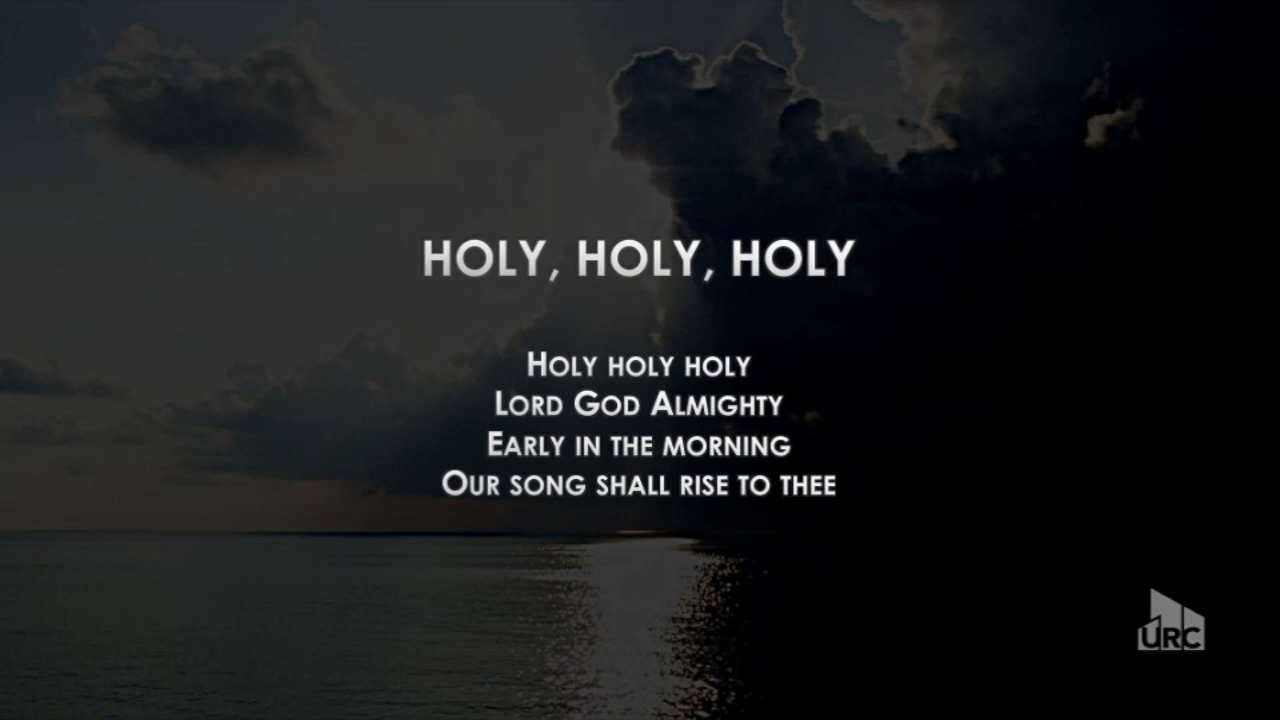 HOLY, HOLY, HOLY
HOLY HOLY HOLY
LORD GOD ALMIGHTY
EARLY IN THE MORNING
OUR SONG SHALL RISE TO THEE
URC